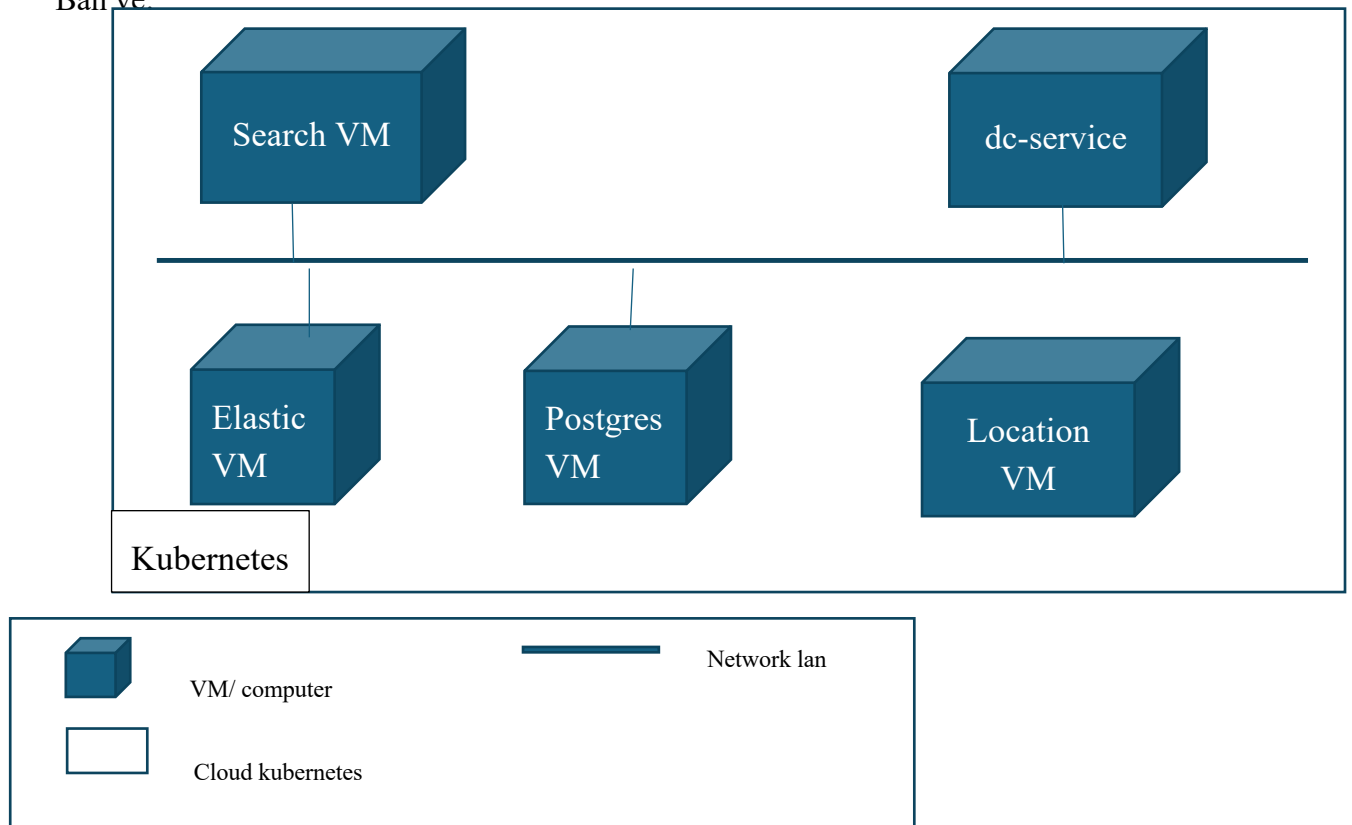 Search VM
dc-service
Elastic
VM
Postgres
VM
Location
VM
Kubernetes
Network lan
VM/ computer
Cloud kubernetes